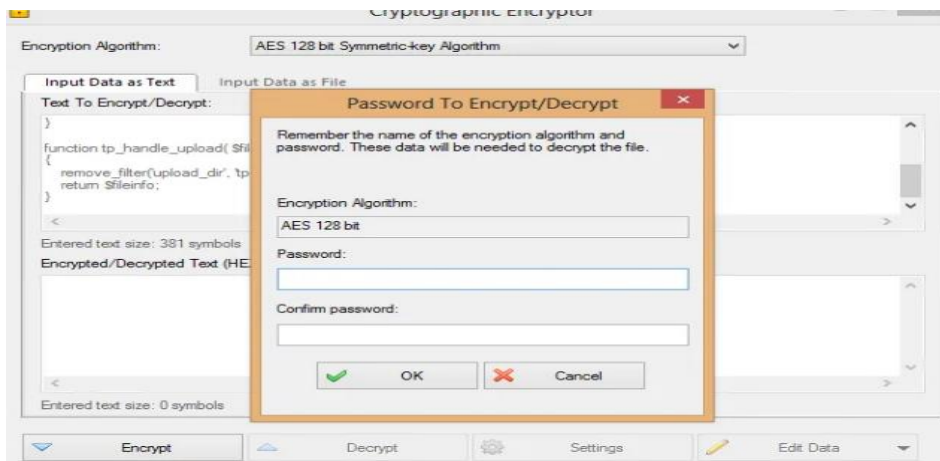 Cryptographic Encryptor
Encryption Algorithm:
AES 128 bit Symmetric-key Algorithm
Input Data as Text
Input Data as File
Text To Encrypt/Decrypt:
}
function tp_handle_upload( $fil
{
remove_filter('upload_dir', 'tp
return $fileinfo;
}
Entered text size: 381 symbols
Encrypted/Decrypted Text (HE
Entered text size: 0 symbols
Password To Encrypt/Decrypt
Remember the name of the encryption algorithm and
password. These data will be needed to decrypt the file.
Encryption Algorithm:
AES 128 bit
Password:
Confirm password:
OK
Cancel
Encrypt
Decrypt
Settings
Edit Data